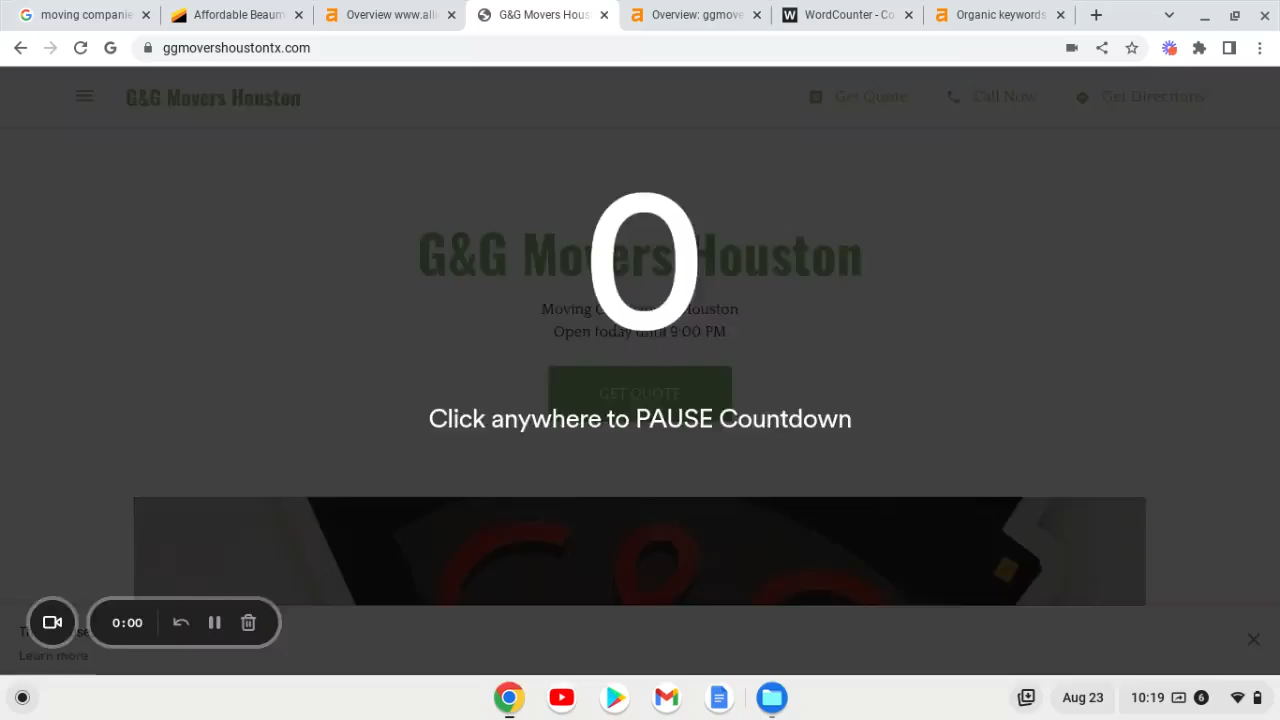 moving companie
Affordable Beaum
Overview www.alli
G&G Movers Hous
Overview: ggmove
WordCounter - Co
Organic keywords
ggmovershoustontx.com
G&G Movers Houston
Get Quote
Call Now
Get Directions
G&G Movers Houston
0
Moving Houston
Open today until 9:00 PM
GET QUOTE
Click anywhere to PAUSE Countdown
G&G
0:00
Learn more
Aug 23
10:19
6